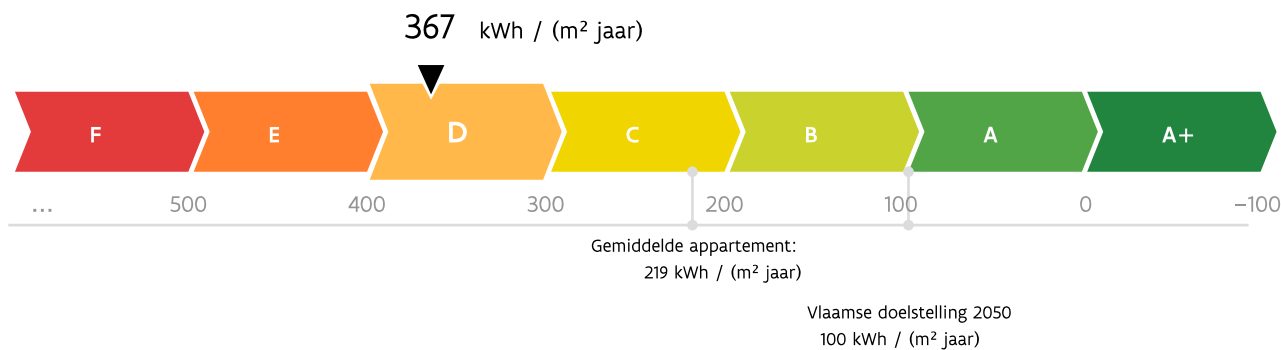 367 kWh / (m² jaar)
F E D C B A A+
... 500 400 300 200 100 0 –100
Gemiddelde appartement:
219 kWh / (m² jaar)
Vlaamse doelstelling 2050
100 kWh / (m² jaar)